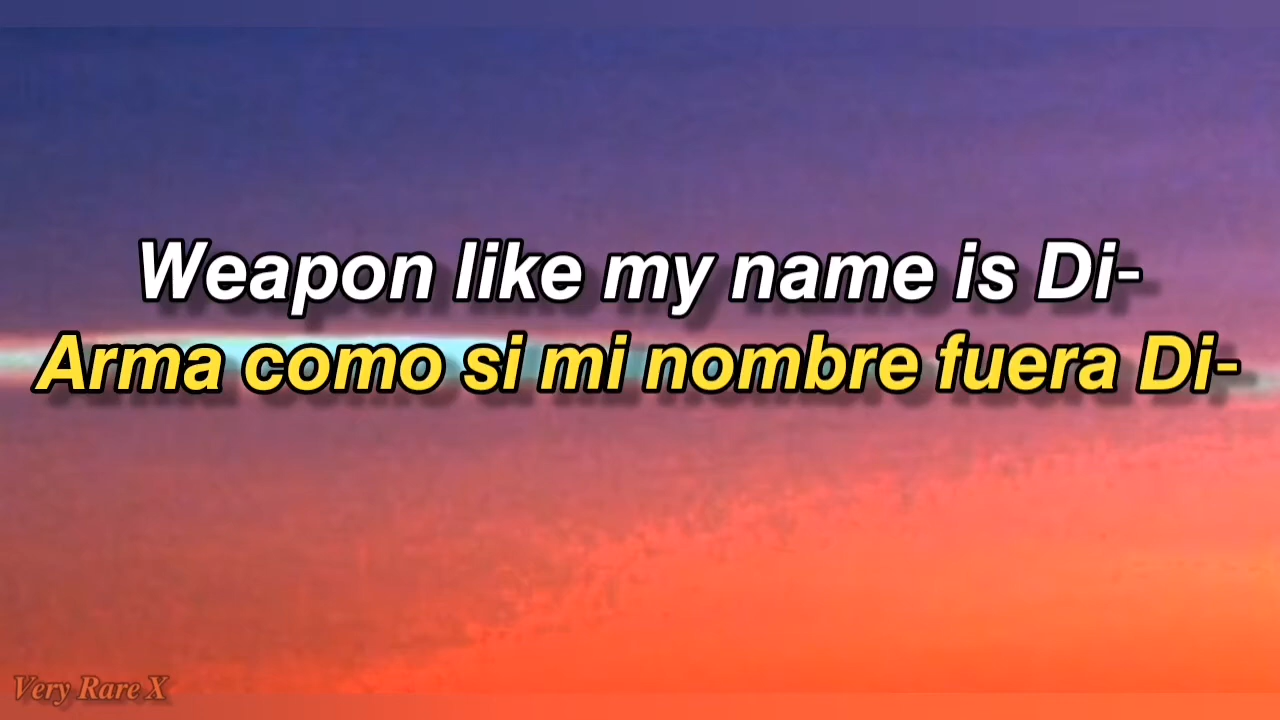 Weapon like my name is Di-
Arma como si mi nombre fuera Di-
Very Rare X